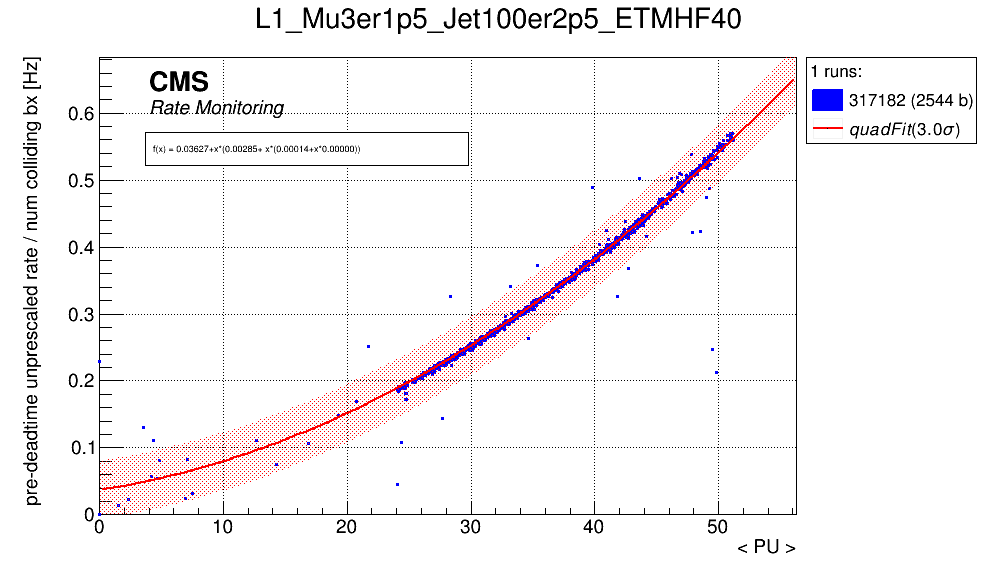 L1_Mu3er1p5_Jet100er2p5_ETMHF40
pre-deadtime unprescaled rate / num colliding bx [Hz]
CMS
Rate Monitoring
f(x) = 0.03627+x*(0.00285+ x*(0.00014+x*0.00000))
1 runs:
317182 (2544 b)
quadFit(3.0σ)
0.6
0.5
0.4
0.3
0.2
0.1
0
0 10 20 30 40 50
< PU >